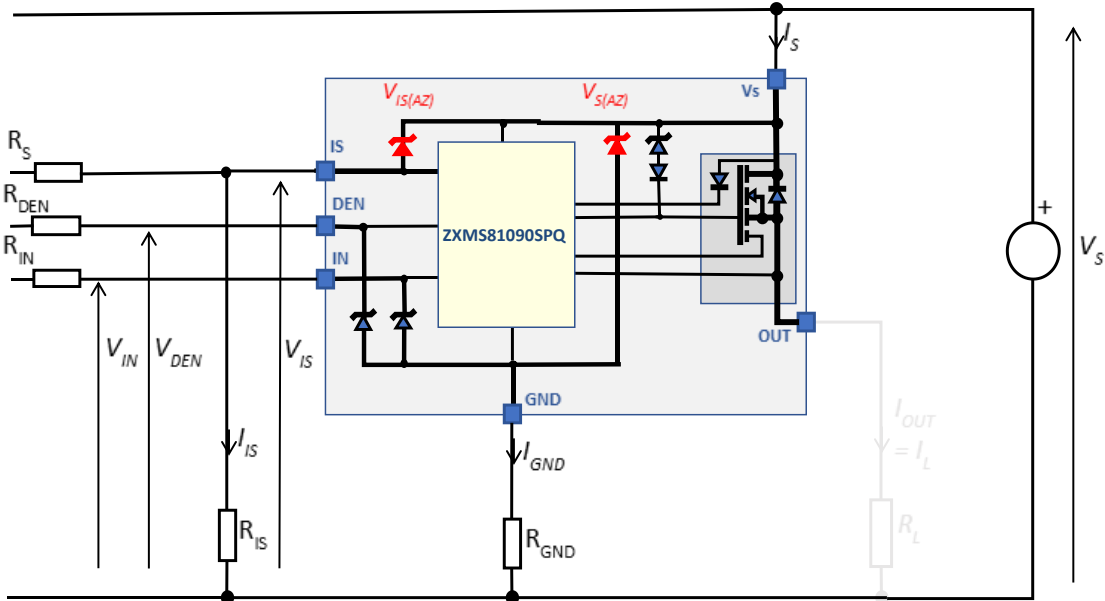 I_S
V_IS(AZ)
V_S(AZ)
Vs
R_S
IS
R_DEN
DEN
+
ZXMS81090SPQ
R_IN
IN
V_S
V_IN
V_DEN
V_IS
OUT
GND
I_OUT
= I_L
I_IS
I_GND
R_IS
R_GND
R_L